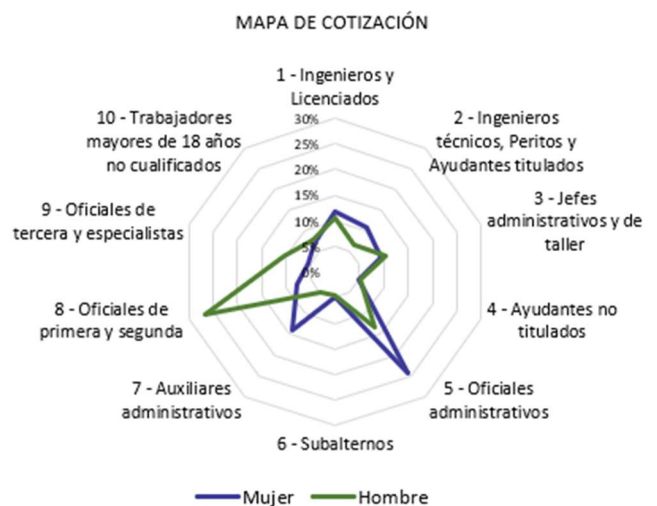 MAPA DE COTIZACIÓN
1 - Ingenieros y
Licenciados
2 - Ingenieros
técnicos, Peritos y
Ayudantes titulados
3 - Jefes
administrativos y de
taller
4 - Ayudantes no
titulados
5 - Oficiales
administrativos
6 - Subalternos
7 - Auxiliares
administrativos
8 - Oficiales de
primera y segunda
9 - Oficiales de
tercera y especialistas
10 - Trabajadores
mayores de 18 años
no cualificados
30%
25%
20%
15%
10%
5%
0%
Mujer
Hombre